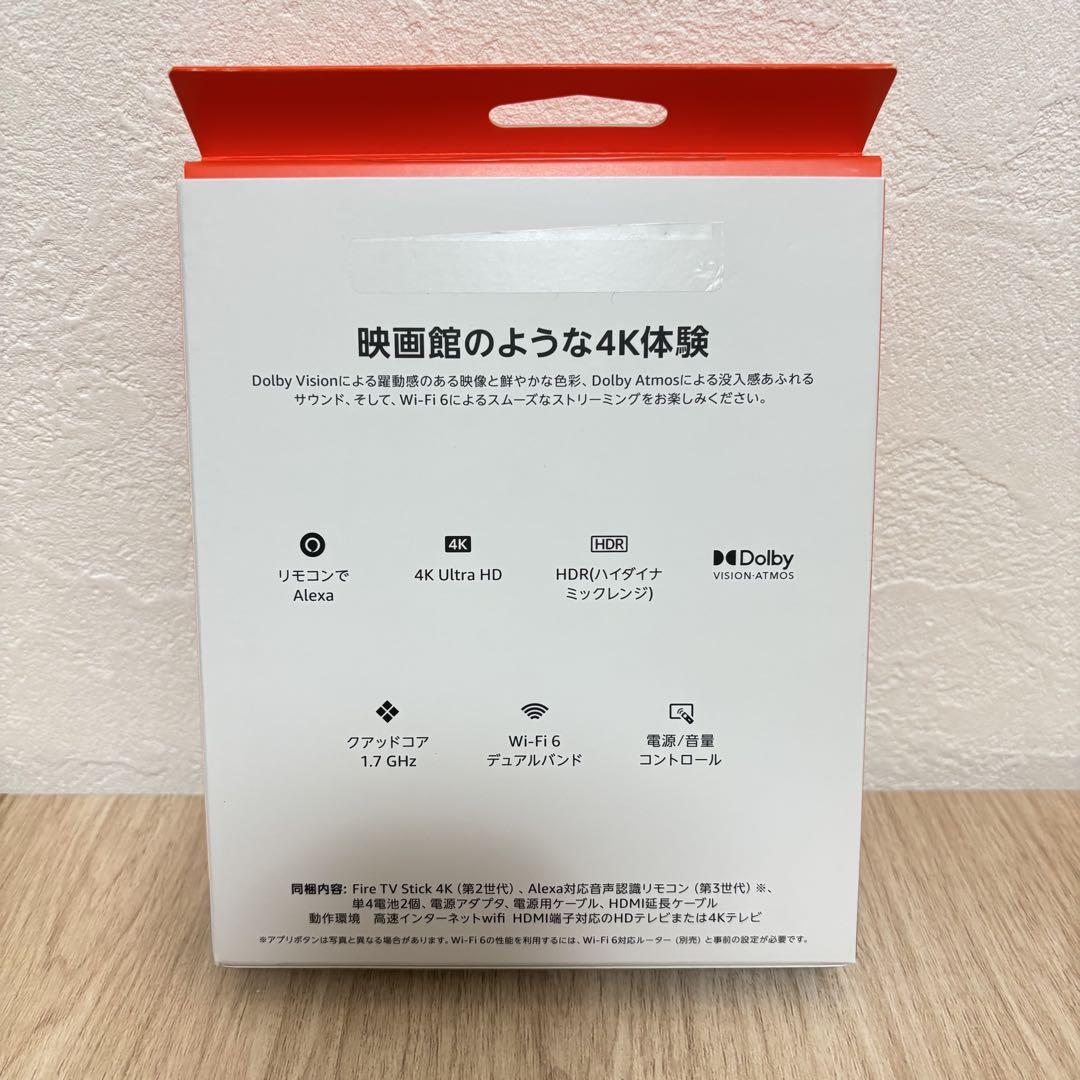 映画館のような4K体験
Dolby Visionによる躍動感のある映像と鮮やかな色彩、Dolby Atmosによる没入感あふれる
サウンド、そして、Wi-Fi 6によるスムーズなストリーミングをお楽しみください。
リモコンで
Alexa
4K
4K Ultra HD
HDR
HDR(ハイダイナ
ミックレンジ)
Dolby
VISION·ATMOS
クアッドコア
1.7 GHz
Wi-Fi 6
デュアルバンド
電源/音量
コントロール
同梱内容: Fire TV Stick 4K（第2世代）、Alexa対応音声認識リモコン（第3世代）※、
単4電池2個、電源アダプタ、電源用ケーブル、HDMI延長ケーブル
動作環境　高速インターネットwifi HDMI端子対応のHDテレビまたは4Kテレビ
※アプリボタンは写真と異なる場合があります。Wi-Fi 6の性能を利用するには、Wi-Fi 6対応ルーター（別売）と事前の設定が必要です。